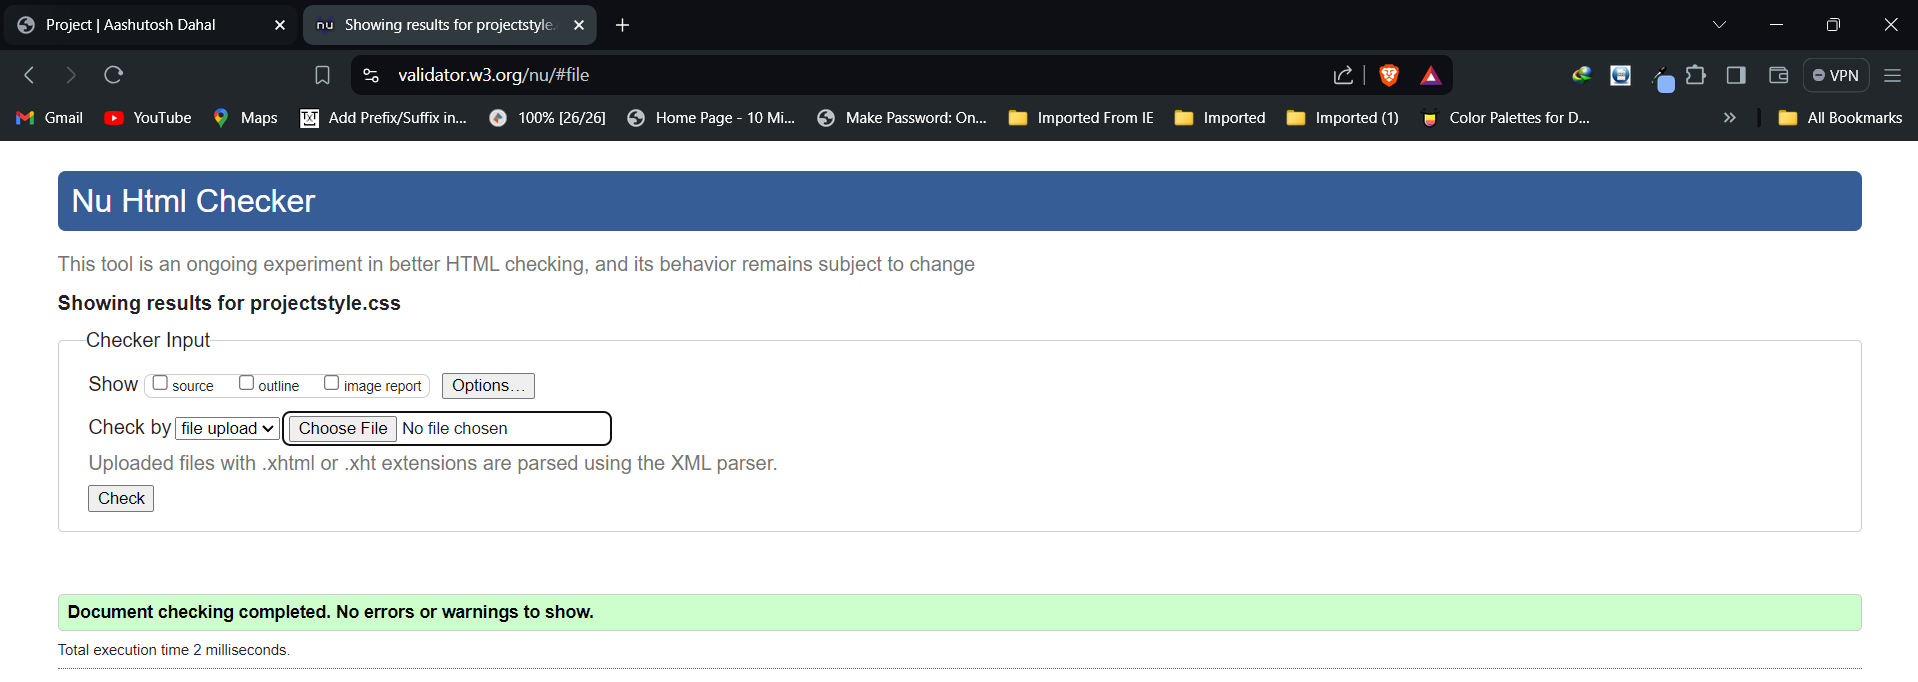 Project | Aashutosh Dahal
nu Showing results for projectstyle.
validator.w3.org/nu/#file
VPN
Gmail YouTube Maps TXT Add Prefix/Suffix in... 100% [26/26] Home Page - 10 Mi... Make Password: On... Imported From IE Imported Imported (1) Color Palettes for D... » All Bookmarks
Nu Html Checker
This tool is an ongoing experiment in better HTML checking, and its behavior remains subject to change
Showing results for projectstyle.css
Checker Input
Show source outline image report Options...
Check by file upload Choose File No file chosen
Uploaded files with .xhtml or .xht extensions are parsed using the XML parser.
Check
Document checking completed. No errors or warnings to show.
Total execution time 2 milliseconds.